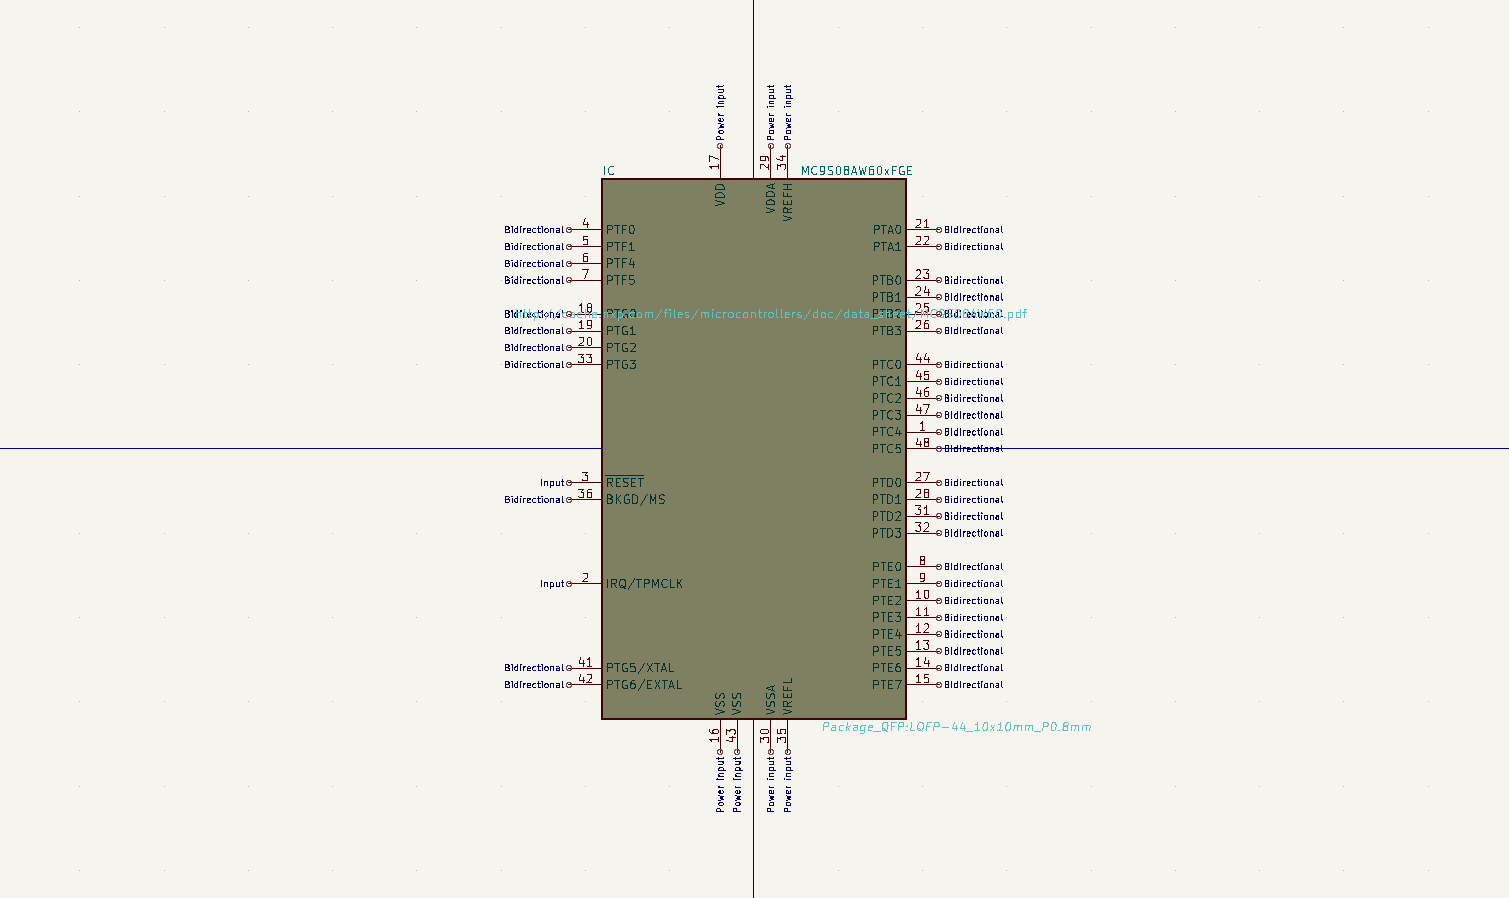 Power input
Power input
Power input
17
29
34
IC
MC9S08AW60xFGE
VDD
VDDA
VREFH
Bidirectional 4 PTF0
PTA0 21 Bidirectional
Bidirectional 5 PTF1
PTA1 22 Bidirectional
Bidirectional 6 PTF4
Bidirectional 7 PTF5
PTB0 23 Bidirectional
PTB1 24 Bidirectional
Bidirectional 18 PTG0
25 Bidirectional
.nxp.com/files/microcontrollers/doc/data_sheet/
.pdf
Bidirectional 19 PTG1
PTB3 26 Bidirectional
Bidirectional 20 PTG2
Bidirectional 33 PTG3
PTC0 44 Bidirectional
PTC1 45 Bidirectional
PTC2 46 Bidirectional
PTC3 47 Bidirectional
PTC4 1 Bidirectional
PTC5 48 Bidirectional
Input 3 RESET
PTD0 27 Bidirectional
Bidirectional 36 BKGD/MS
PTD1 28 Bidirectional
PTD2 31 Bidirectional
PTD3 32 Bidirectional
PTE0 8 Bidirectional
Input 2 IRQ/TPMCLK
PTE1 9 Bidirectional
PTE2 10 Bidirectional
PTE3 11 Bidirectional
PTE4 12 Bidirectional
PTE5 13 Bidirectional
Bidirectional 41 PTG5/XTAL
PTE6 14 Bidirectional
Bidirectional 42 PTG6/EXTAL
PTE7 15 Bidirectional
VSS
VSS
VSSA
VREFL
Package_QFP:LQFP-44_10x10mm_P0.8mm
16
43
30
35
Power input
Power input
Power input
Power input